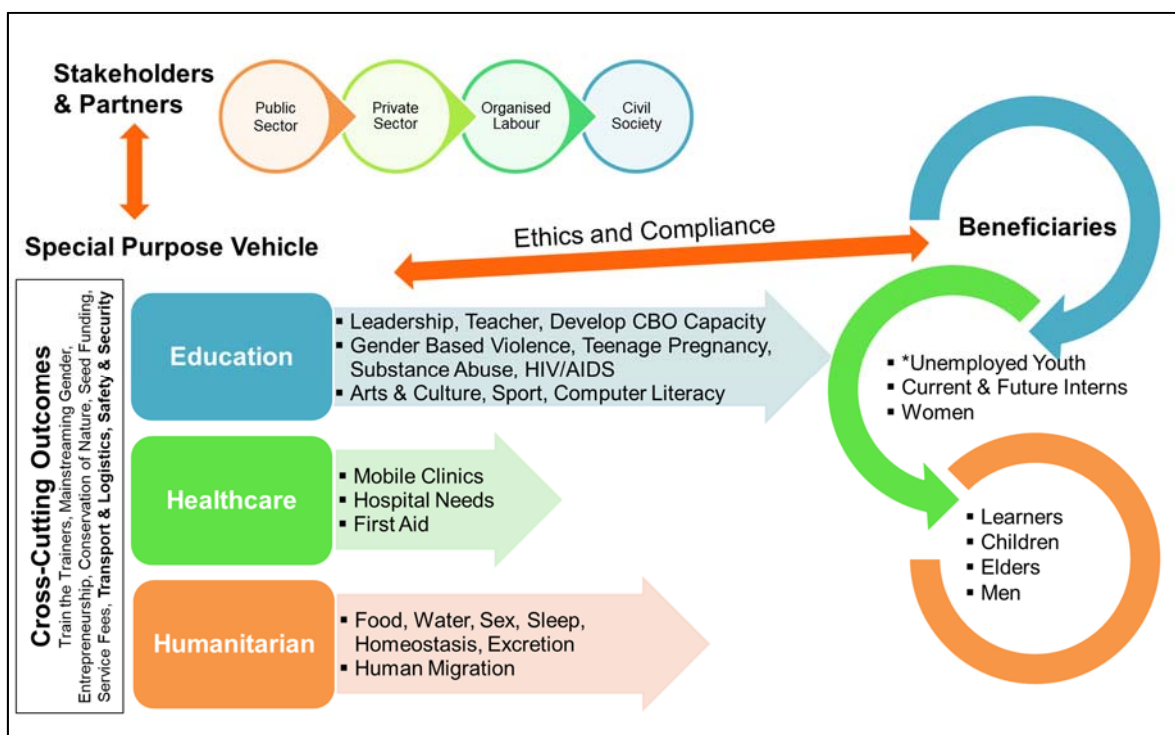 Stakeholders
& Partners
Public
Sector
Private
Sector
Organised
Labour
Civil
Society
Special Purpose Vehicle
Ethics and Compliance
Beneficiaries
Cross-Cutting Outcomes
Train the Trainers, Mainstreaming Gender,
Entrepreneurship, Conservation of Nature, Seed Funding,
Service Fees, Transport & Logistics, Safety & Security
Education
▪ Leadership, Teacher, Develop CBO Capacity
▪ Gender Based Violence, Teenage Pregnancy,
Substance Abuse, HIV/AIDS
▪ Arts & Culture, Sport, Computer Literacy
Healthcare
▪ Mobile Clinics
▪ Hospital Needs
▪ First Aid
Humanitarian
▪ Food, Water, Sex, Sleep,
Homeostasis, Excretion
▪ Human Migration
▪ *Unemployed Youth
▪ Current & Future Interns
▪ Women
▪ Learners
▪ Children
▪ Elders
▪ Men